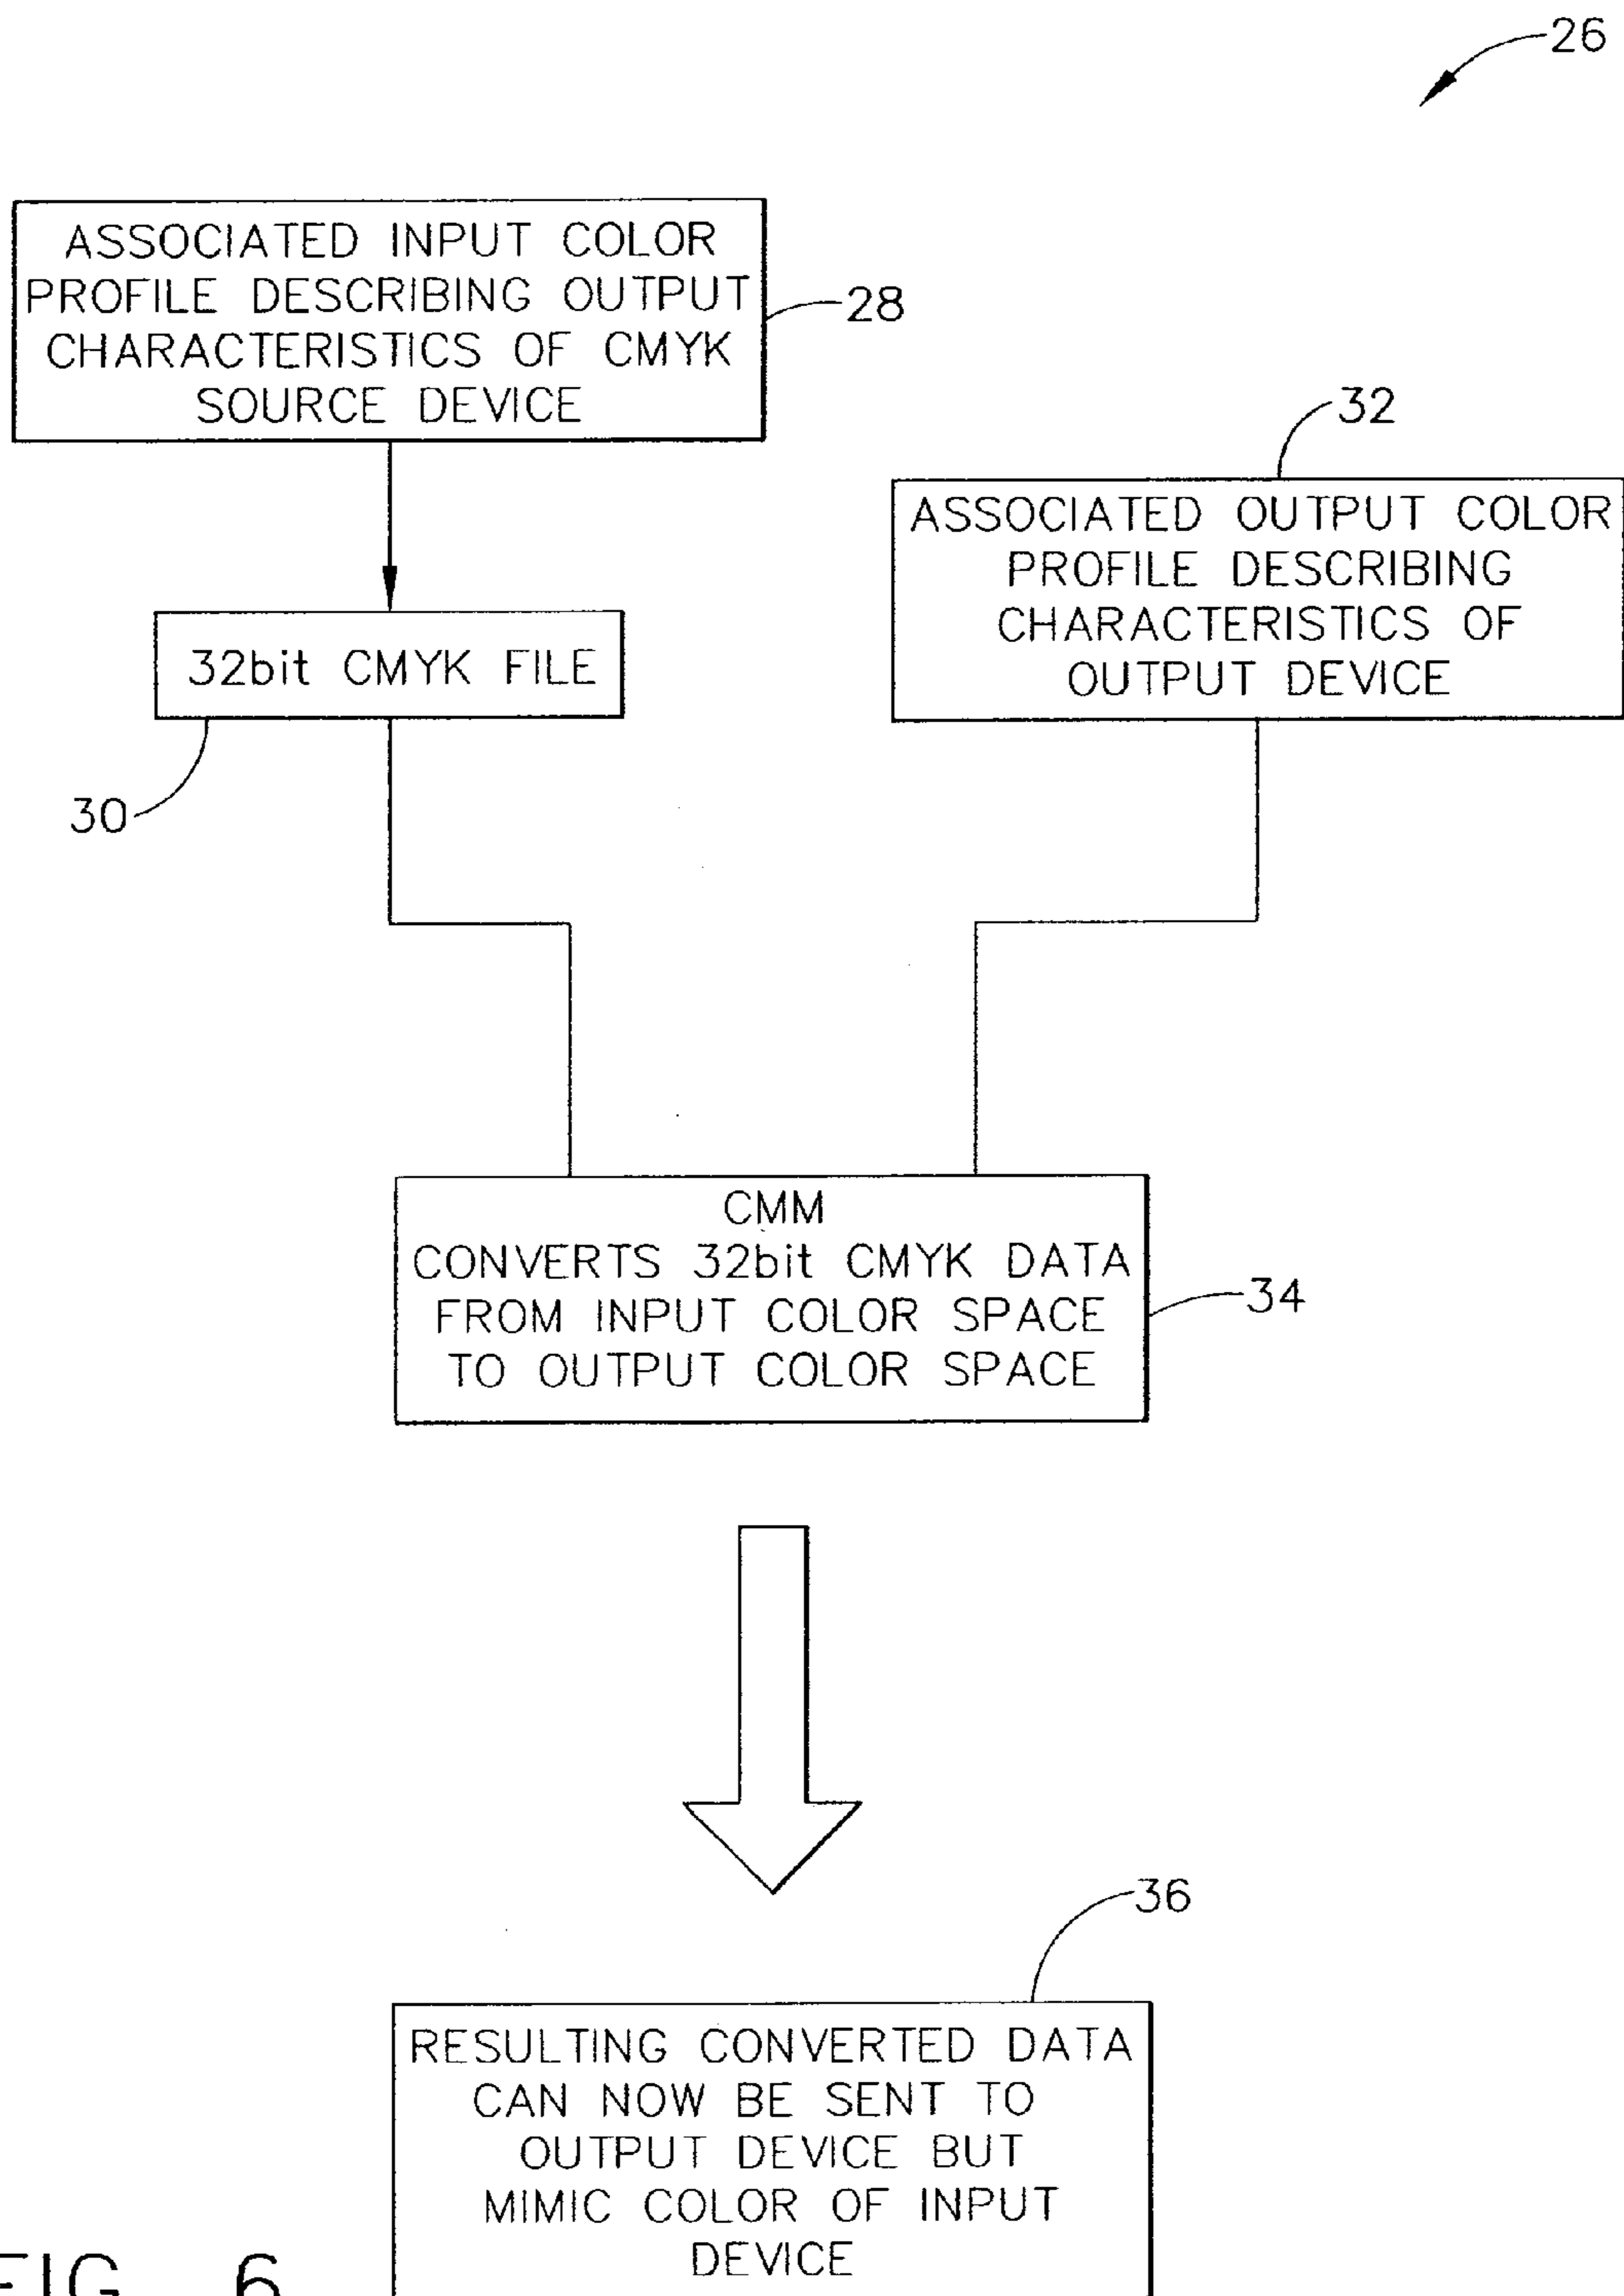 26
ASSOCIATED INPUT COLOR
PROFILE DESCRIBING OUTPUT
CHARACTERISTICS OF CMYK
SOURCE DEVICE
28
32
ASSOCIATED OUTPUT COLOR
PROFILE DESCRIBING
CHARACTERISTICS OF
OUTPUT DEVICE
32bit CMYK FILE
30
CMM
CONVERTS 32bit CMYK DATA
FROM INPUT COLOR SPACE
TO OUTPUT COLOR SPACE
34
36
RESULTING CONVERTED DATA
CAN NOW BE SENT TO
OUTPUT DEVICE BUT
MIMIC COLOR OF INPUT
DEVICE
FIG. 6